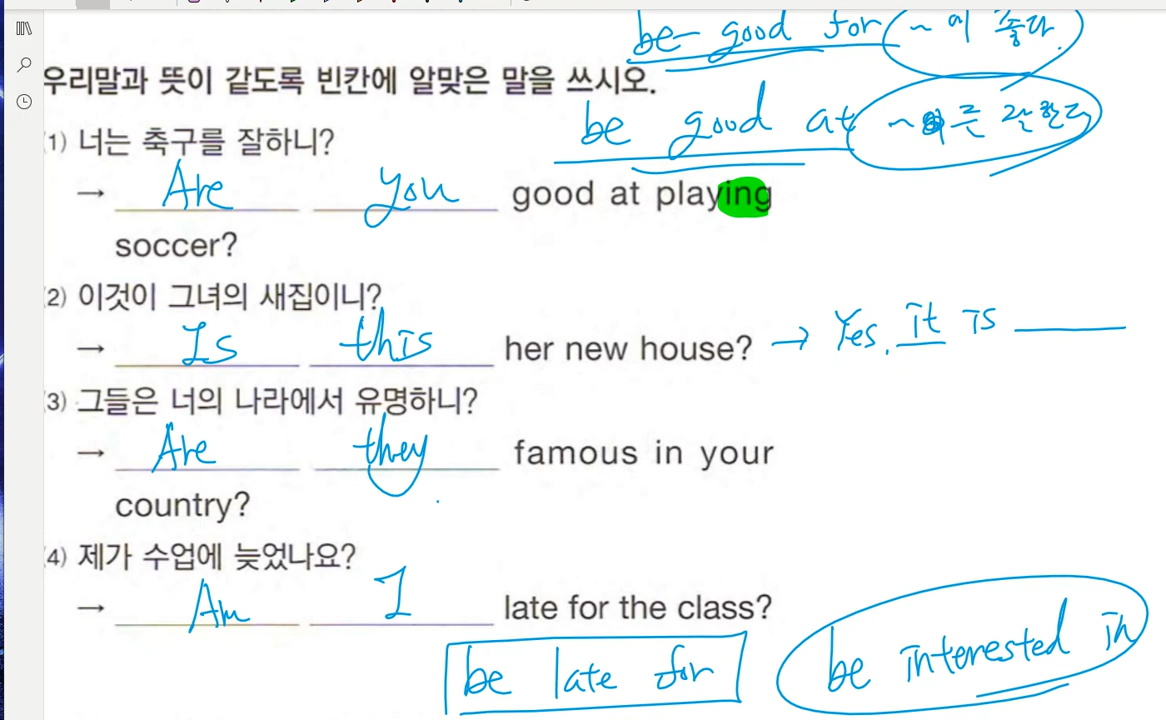 be good for ~에 좋다
우리말과 뜻이 같도록 빈칸에 알맞은 말을 쓰시오.
be good at ~를 잘한다
(1) 너는 축구를 잘하니?
→ Are you good at playing
soccer?
(2) 이것이 그녀의 새집이니?
→ Is this her new house? → Yes, it is
(3) 그들은 너의 나라에서 유명하니?
→ Are they famous in your
country?
(4) 제가 수업에 늦었나요?
→ Am I late for the class?
be late for be interested in